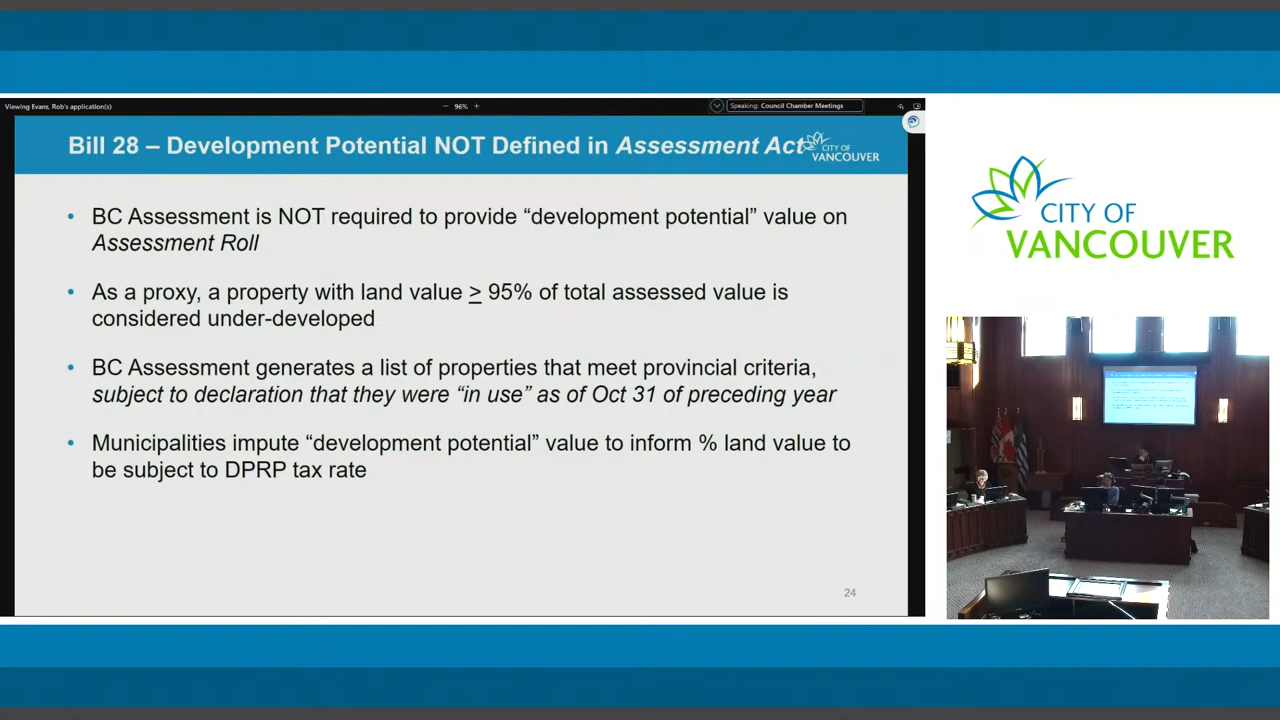 Viewing Evans, Rob's application(s)
− 96% +
Speaking: Council Chamber Meetings
Bill 28 – Development Potential NOT Defined in Assessment Act
CITY OF
VANCOUVER
• BC Assessment is NOT required to provide “development potential” value on
Assessment Roll
• As a proxy, a property with land value ≥ 95% of total assessed value is
considered under-developed
• BC Assessment generates a list of properties that meet provincial criteria,
subject to declaration that they were “in use” as of Oct 31 of preceding year
• Municipalities impute “development potential” value to inform % land value to
be subject to DPRP tax rate
24
CITY OF
VANCOUVER